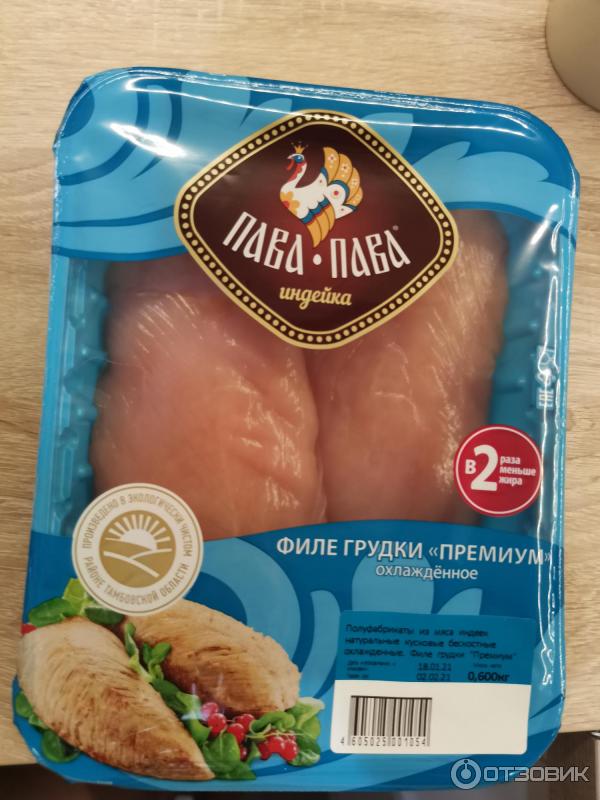 ПАВА · ПАВА®
индейка
в 2 раза
меньше
жира
ПРОИЗВЕДЕНО В ЭКОЛОГИЧЕСКИ ЧИСТОМ
РАЙОНЕ ТАМБОВСКОЙ ОБЛАСТИ
ФИЛЕ ГРУДКИ «ПРЕМИУМ»
охлаждённое
Полуфабрикаты из мяса индеек
натуральные кусковые бескостные
охлажденные. Филе грудки "Премиум"
18.01.21
02.02.21
0,600кг
4605025001054
ОТЗОВИК